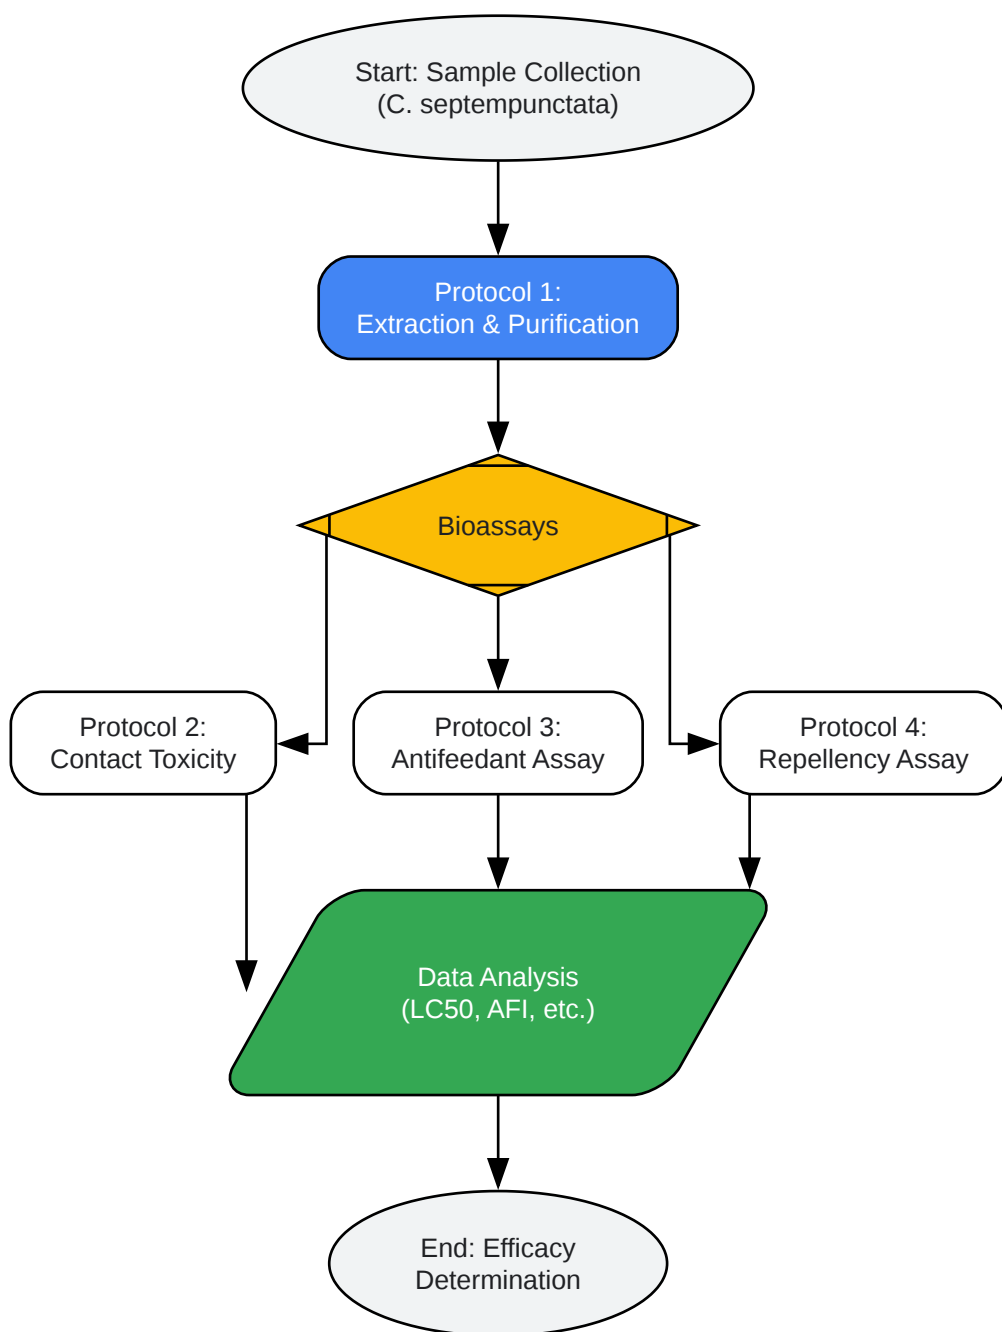 Start: Sample Collection
(C. septempunctata)
Protocol 1:
Extraction & Purification
Bioassays
Protocol 2:
Contact Toxicity
Protocol 3:
Antifeedant Assay
Protocol 4:
Repellency Assay
Data Analysis
(LC50, AFI, etc.)
End: Efficacy
Determination